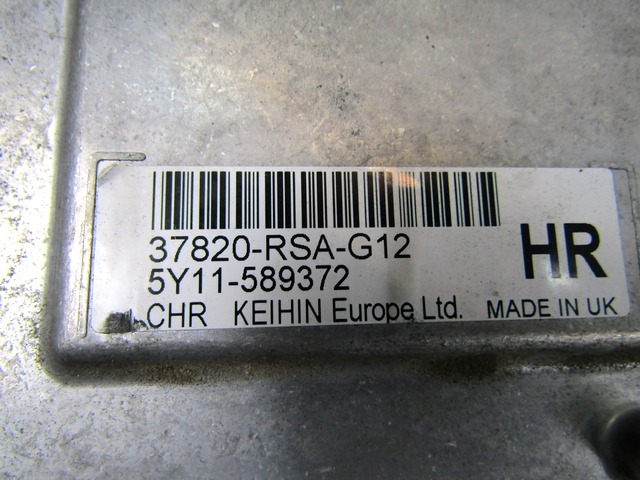 37820-RSA-G12
5Y11-589372
HR
CHR KEIHIN Europe Ltd. MADE IN UK